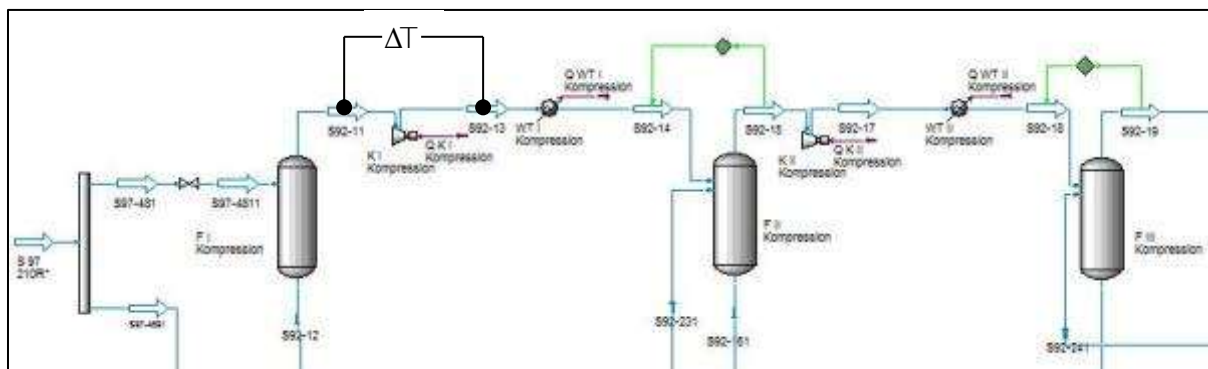 ΔT
Q WT I
Kompression
Q WT II
Kompression
S92-11
S92-13
WT I
Kompression
S92-14
S92-15
S92-17
WT II
Kompression
S92-18
S92-19
K I
Kompression
Q K I
Kompression
K II
Kompression
Q K II
Kompression
S97-481
S97-4811
F I
Kompression
F II
Kompression
F III
Kompression
S 97
210R*
S92-12
S92-231
S92-161
S92-241